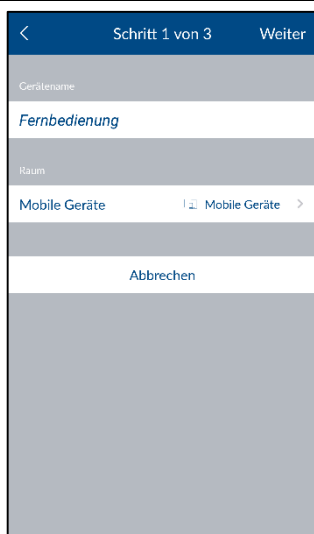 Schritt 1 von 3 Weiter
Gerätename
Fernbedienung
Raum
Mobile Geräte Mobile Geräte
Abbrechen